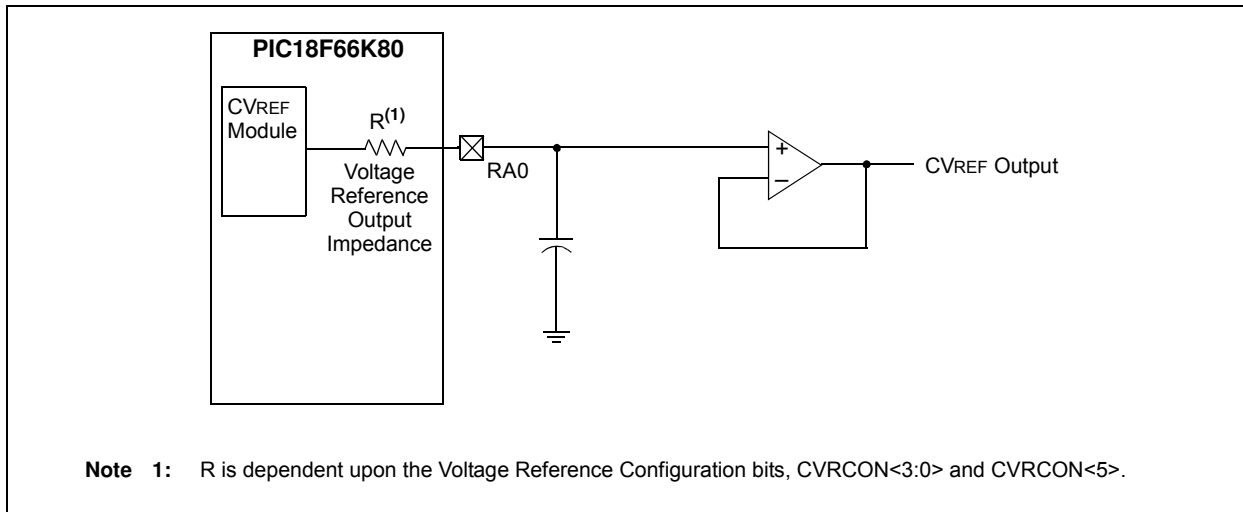 PIC18F66K80
CVREF
Module
R(1)
Voltage
Reference
Output
Impedance
RA0
+
–
CVREF Output
Note 1: R is dependent upon the Voltage Reference Configuration bits, CVRCON<3:0> and CVRCON<5>.